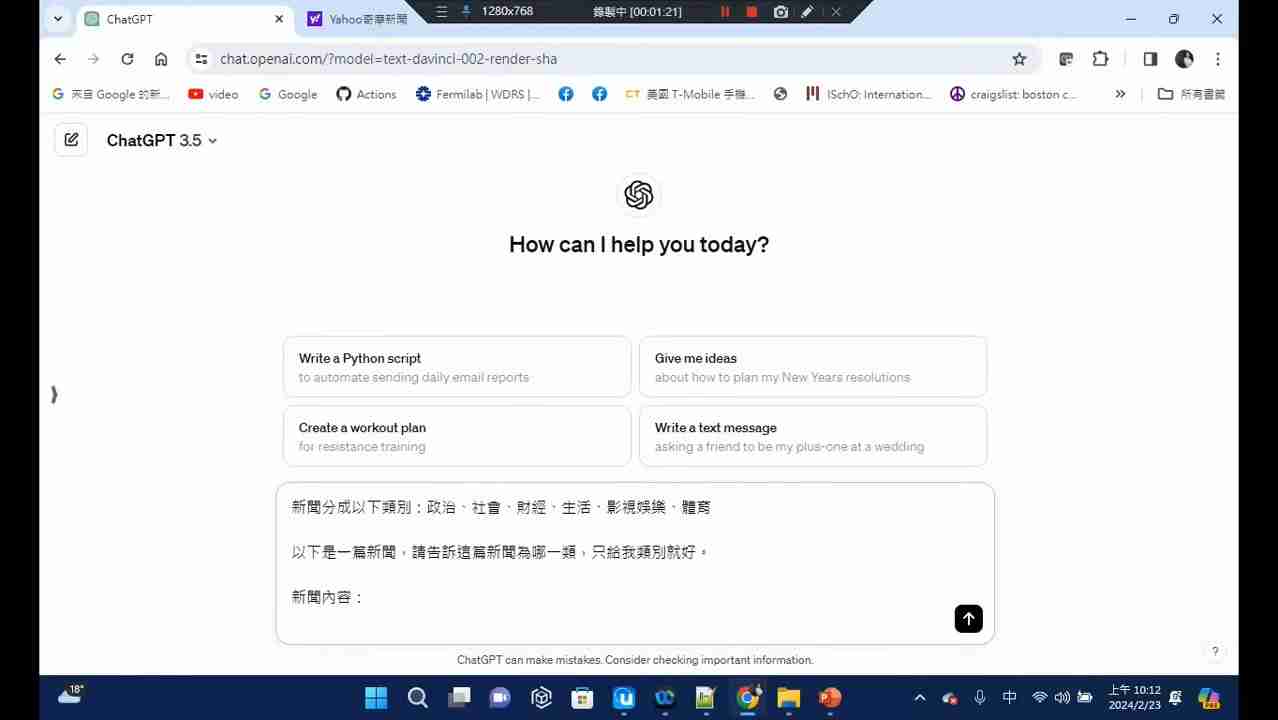 ChatGPT
Yahoo奇摩新聞
1280x768
錄製中 [00:01:21]
chat.openai.com/?model=text-davinci-002-render-sha
來自 Google 的新...
video
Google
Actions
Fermilab | WDRS |...
美國 T-Mobile 手機...
ISchO: Internation...
craigslist: boston c...
所有書籤
ChatGPT 3.5
How can I help you today?
Write a Python script
to automate sending daily email reports
Give me ideas
about how to plan my New Years resolutions
Create a workout plan
for resistance training
Write a text message
asking a friend to be my plus-one at a wedding
新聞分成以下類別：政治、社會、財經、生活、影視娛樂、體育
以下是一篇新聞，請告訴這篇新聞為哪一類，只給我類別就好。
新聞內容：
ChatGPT can make mistakes. Consider checking important information.
?
18°
中
上午 10:12
2024/2/23